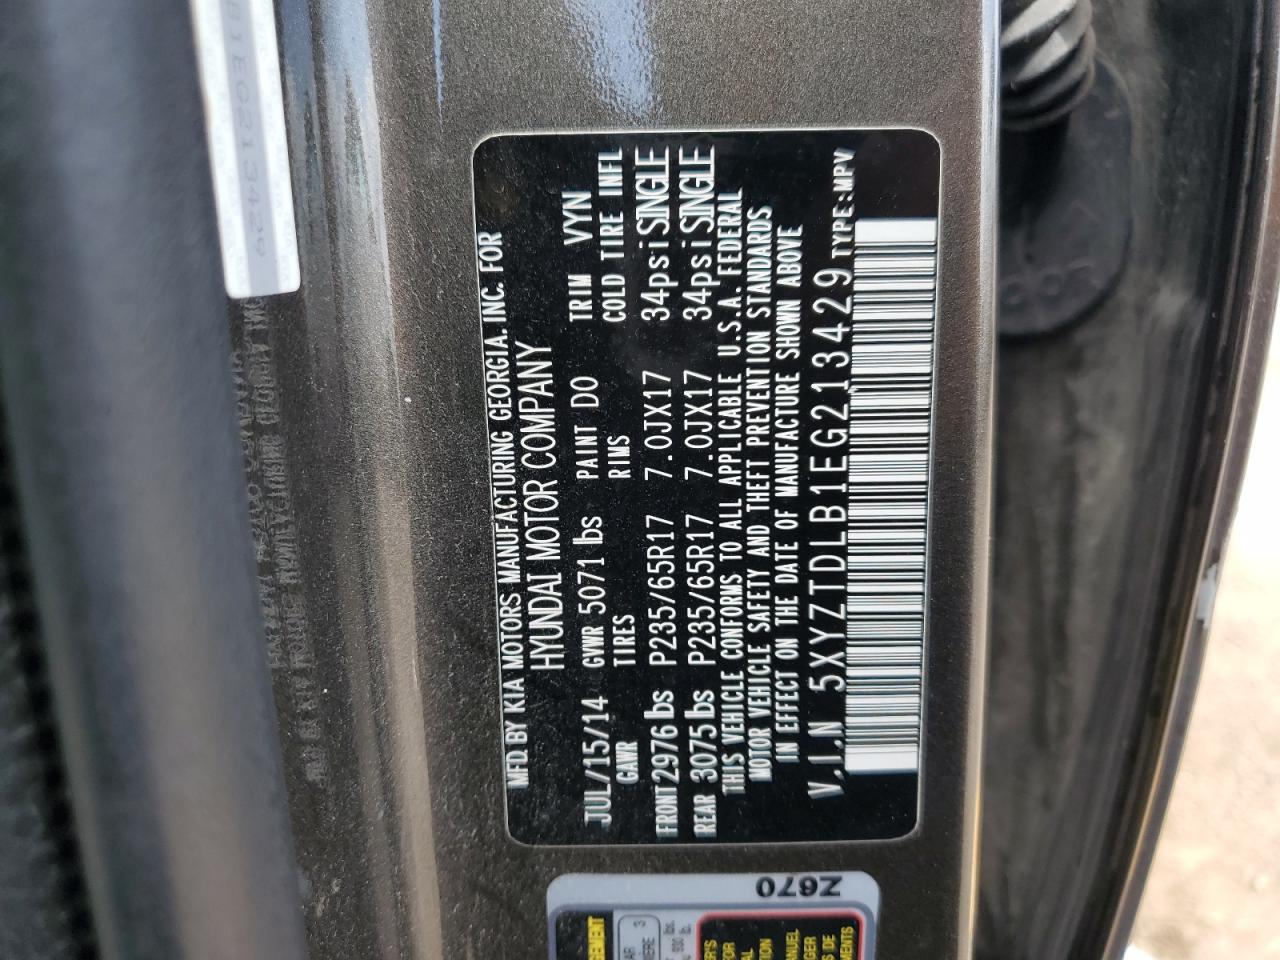 MFD. BY KIA MOTORS MANUFACTURING GEORGIA. INC. FOR
HYUNDAI MOTOR COMPANY
JUL/15/14 GVWR 5071 lbs PAINT DO TRIM VYN
GAWR TIRES RIMS COLD TIRE INFL
FRONT 2976 lbs P235/65R17 7.0JX17 34psi SINGLE
REAR 3075 lbs P235/65R17 7.0JX17 34psi SINGLE
THIS VEHICLE CONFORMS TO ALL APPLICABLE U.S.A. FEDERAL
MOTOR VEHICLE SAFETY AND THEFT PREVENTION STANDARDS
IN EFFECT ON THE DATE OF MANUFACTURE SHOWN ABOVE
V.I.N 5XYZTDLB1EG213429 TYPE:MPV
B1EG213429
Z670